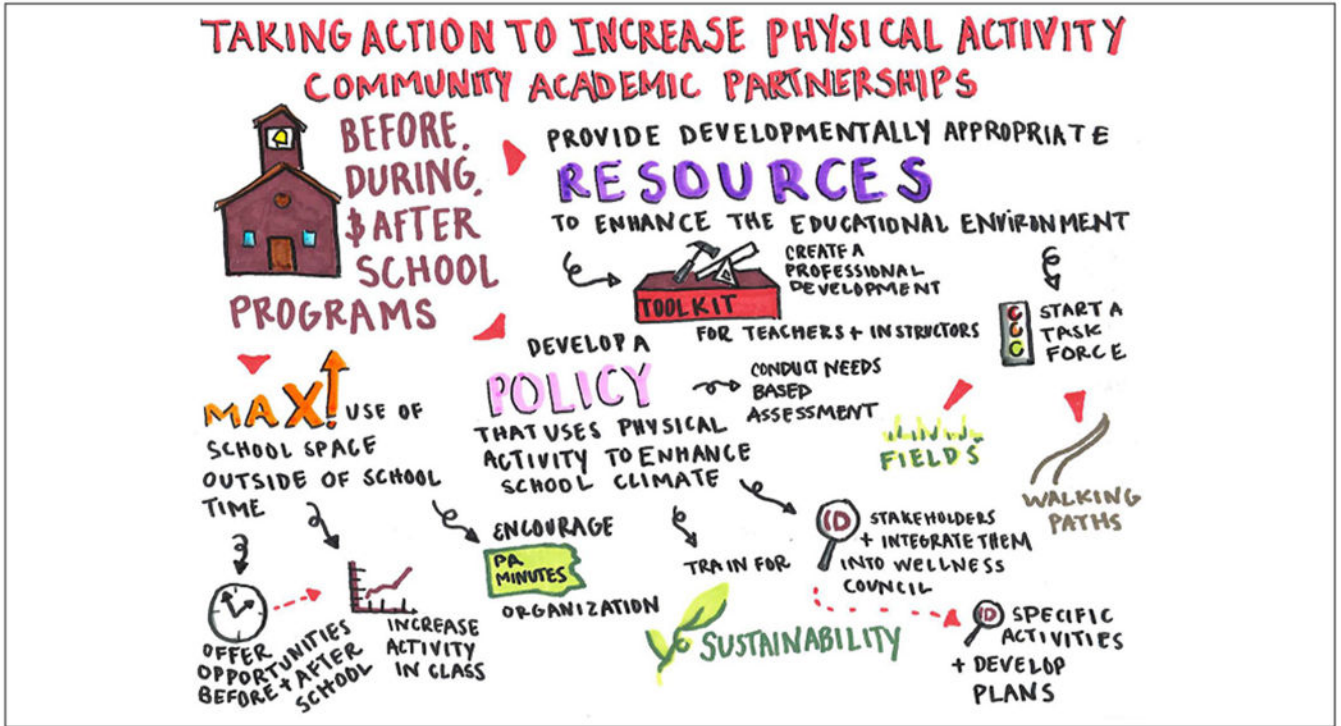 TAKING ACTION TO INCREASE PHYSICAL ACTIVITY
COMMUNITY ACADEMIC PARTNERSHIPS
BEFORE,
DURING,
& AFTER
SCHOOL
PROGRAMS
PROVIDE DEVELOPMENTALLY APPROPRIATE
RESOURCES
TO ENHANCE THE EDUCATIONAL ENVIRONMENT
TOOLKIT
CREATE A
PROFESSIONAL
DEVELOPMENT
FOR TEACHERS + INSTRUCTORS
START A
TASK
FORCE
FIELDS
WALKING
PATHS
DEVELOP A
POLICY
THAT USES PHYSICAL
ACTIVITY TO ENHANCE
SCHOOL CLIMATE
CONDUCT NEEDS
BASED
ASSESSMENT
MAX! USE OF
SCHOOL SPACE
OUTSIDE OF SCHOOL
TIME
OFFER
OPPORTUNITIES
BEFORE + AFTER
SCHOOL
INCREASE
ACTIVITY
IN CLASS
ENCOURAGE
PA
MINUTES
ORGANIZATION
TRAIN FOR
SUSTAINABILITY
ID STAKEHOLDERS
+ INTEGRATE THEM
INTO WELLNESS
COUNCIL
ID SPECIFIC
ACTIVITIES
+ DEVELOP
PLANS